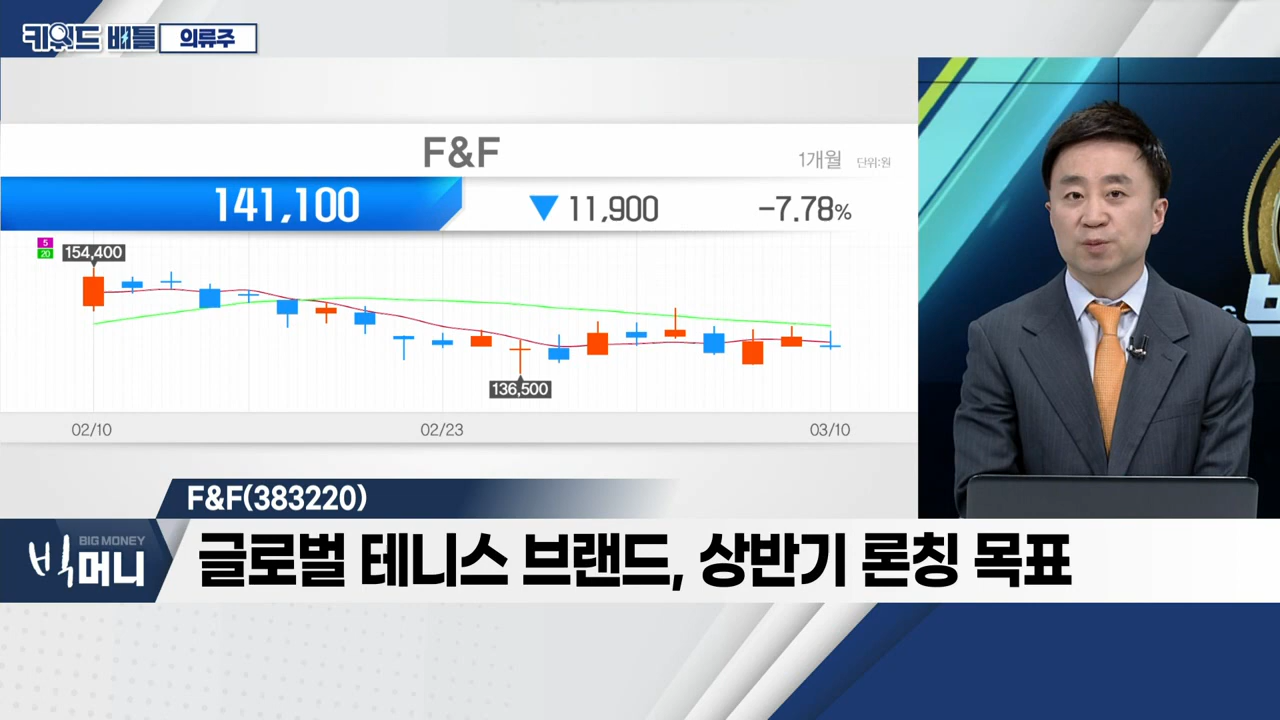 키워드 배틀 의류주
F&F
1개월 단위:원
141,100 ▼ 11,900 -7.78%
5
20
154,400
136,500
02/10 02/23 03/10
F&F(383220)
BIG MONEY
빅머니
글로벌 테니스 브랜드, 상반기 론칭 목표